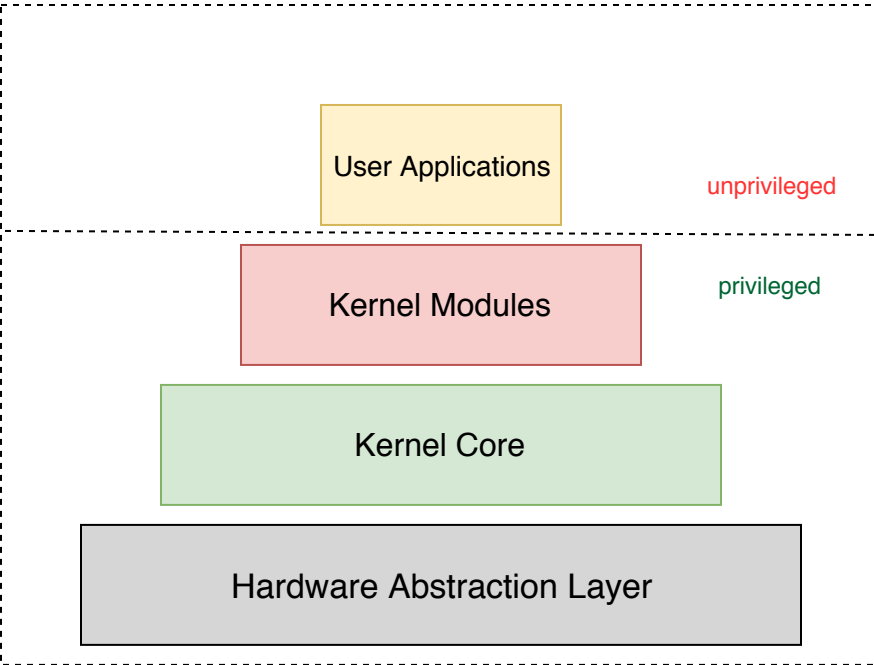 User Applications
unprivileged
Kernel Modules
privileged
Kernel Core
Hardware Abstraction Layer